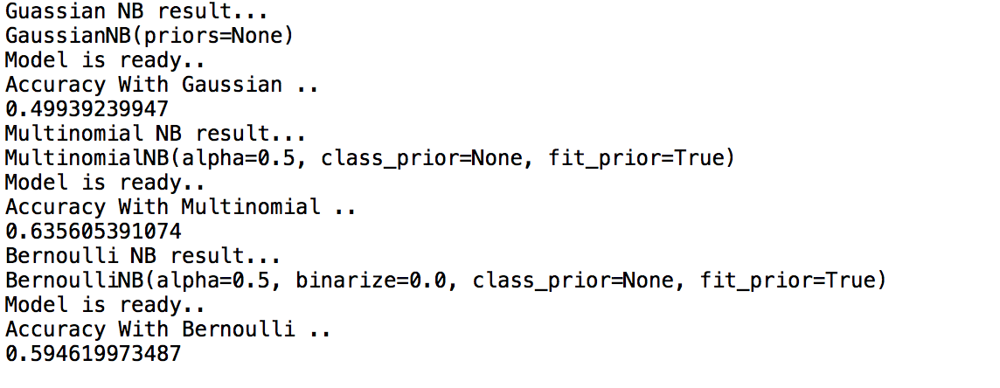 Guassian NB result...
GaussianNB(priors=None)
Model is ready..
Accuracy With Gaussian ..
0.49939239947
Multinomial NB result...
MultinomialNB(alpha=0.5, class_prior=None, fit_prior=True)
Model is ready..
Accuracy With Multinomial ..
0.635605391074
Bernoulli NB result...
BernoulliNB(alpha=0.5, binarize=0.0, class_prior=None, fit_prior=True)
Model is ready..
Accuracy With Bernoulli ..
0.594619973487